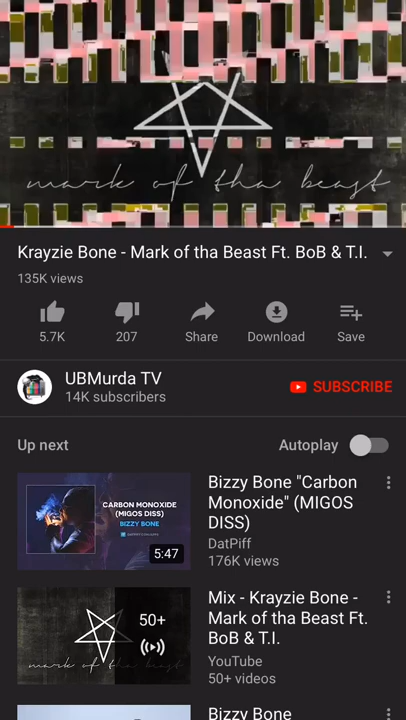 mark of tha beast
Krayzie Bone - Mark of tha Beast Ft. BoB & T.I.
135K views
5.7K
207
Share
Download
Save
UBMurda TV
14K subscribers
SUBSCRIBE
Up next
Autoplay
CARBON MONOXIDE
(MIGOS DISS)
BIZZY BONE
5:47
Bizzy Bone "Carbon
Monoxide" (MIGOS
DISS)
DatPiff
176K views
mark of tha beast
50+
Mix - Krayzie Bone -
Mark of tha Beast Ft.
BoB & T.I.
YouTube
50+ videos
Bizzy Bone